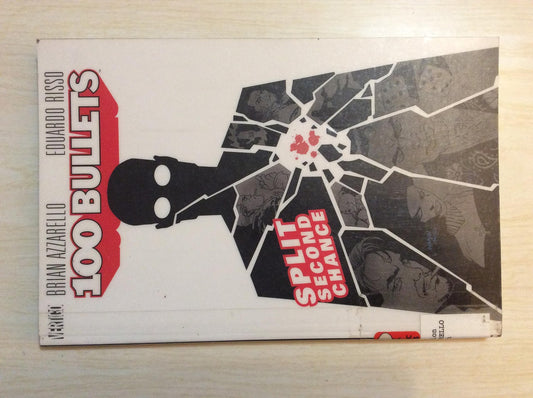 VERTIGO
BRIAN AZZARELLO EDUARDO RISSO
100 BULLETS
SPLIT
SECOND
CHANCE